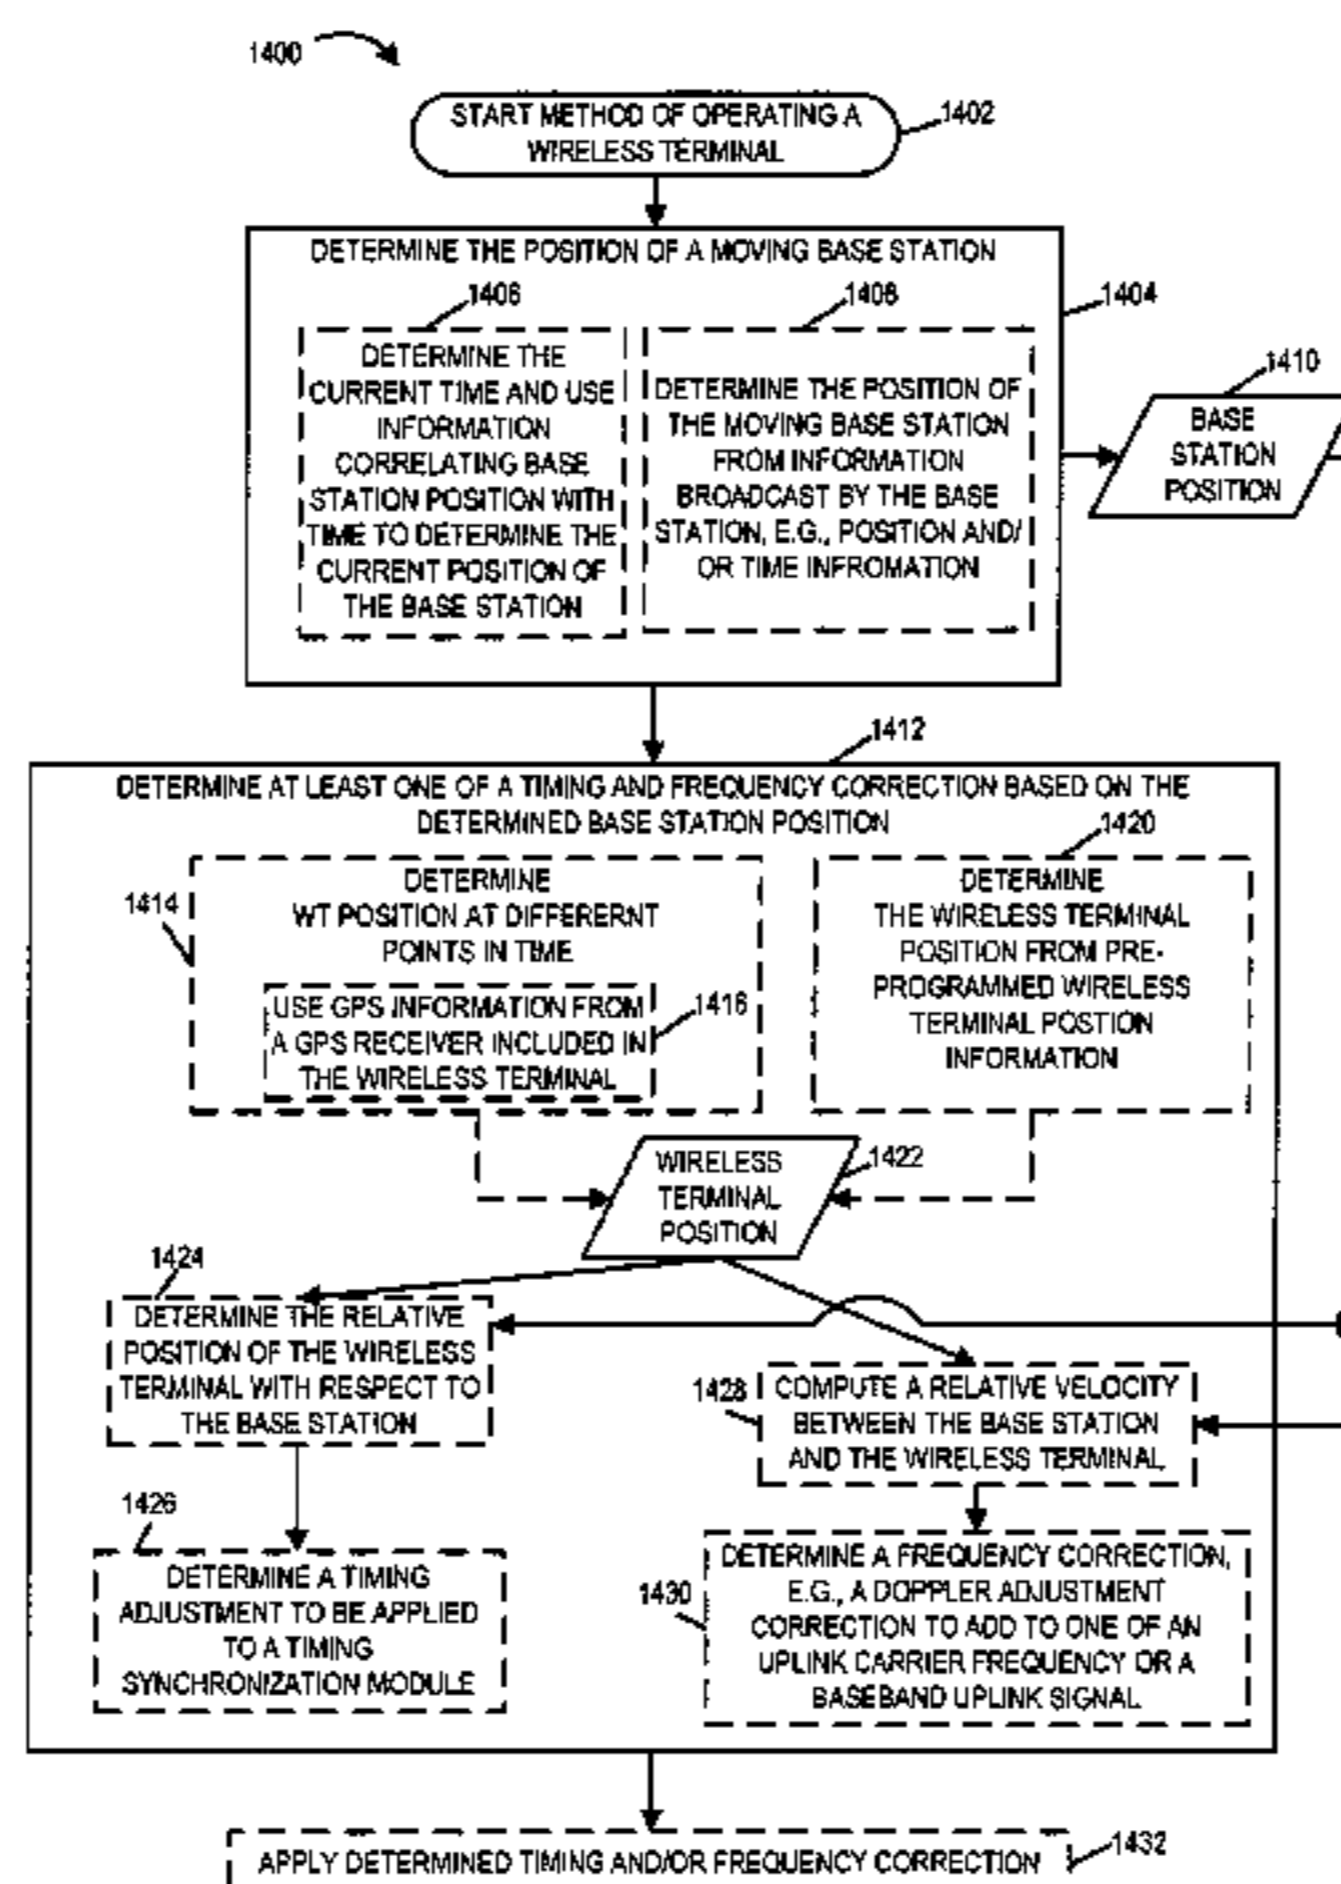 1400
START METHOD OF OPERATING A
WIRELESS TERMINAL
1402
DETERMINE THE POSITION OF A MOVING BASE STATION
1404
1406
DETERMINE THE
CURRENT TIME AND USE
INFORMATION
CORRELATING BASE
STATION POSITION WITH
TIME TO DETERMINE THE
CURRENT POSITION OF
THE BASE STATION
1408
DETERMINE THE POSITION OF
THE MOVING BASE STATION
FROM INFORMATION
BROADCAST BY THE BASE
STATION, E.G., POSITION AND/
OR TIME INFROMATION
1410
BASE
STATION
POSITION
1412
DETERMINE AT LEAST ONE OF A TIMING AND FREQUENCY CORRECTION BASED ON THE
DETERMINED BASE STATION POSITION
1414
DETERMINE
WT POSITION AT DIFFERERNT
POINTS IN TIME
USE GPS INFORMATION FROM
A GPS RECEIVER INCLUDED IN
THE WIRELESS TERMINAL
1416
1420
DETERMINE
THE WIRELESS TERMINAL
POSITION FROM PRE-
PROGRAMMED WIRELESS
TERMINAL POSTION
INFORMATION
WIRELESS
TERMINAL
POSITION
1422
1424
DETERMINE THE RELATIVE
POSITION OF THE WIRELESS
TERMINAL WITH RESPECT TO
THE BASE STATION
1428
COMPUTE A RELATIVE VELOCITY
BETWEEN THE BASE STATION
AND THE WIRELESS TERMINAL
1426
DETERMINE A TIMING
ADJUSTMENT TO BE APPLIED
TO A TIMING
SYNCHRONIZATION MODULE
1430
DETERMINE A FREQUENCY CORRECTION,
E.G., A DOPPLER ADJUSTMENT
CORRECTION TO ADD TO ONE OF AN
UPLINK CARRIER FREQUENCY OR A
BASEBAND UPLINK SIGNAL
APPLY DETERMINED TIMING AND/OR FREQUENCY CORRECTION
1432